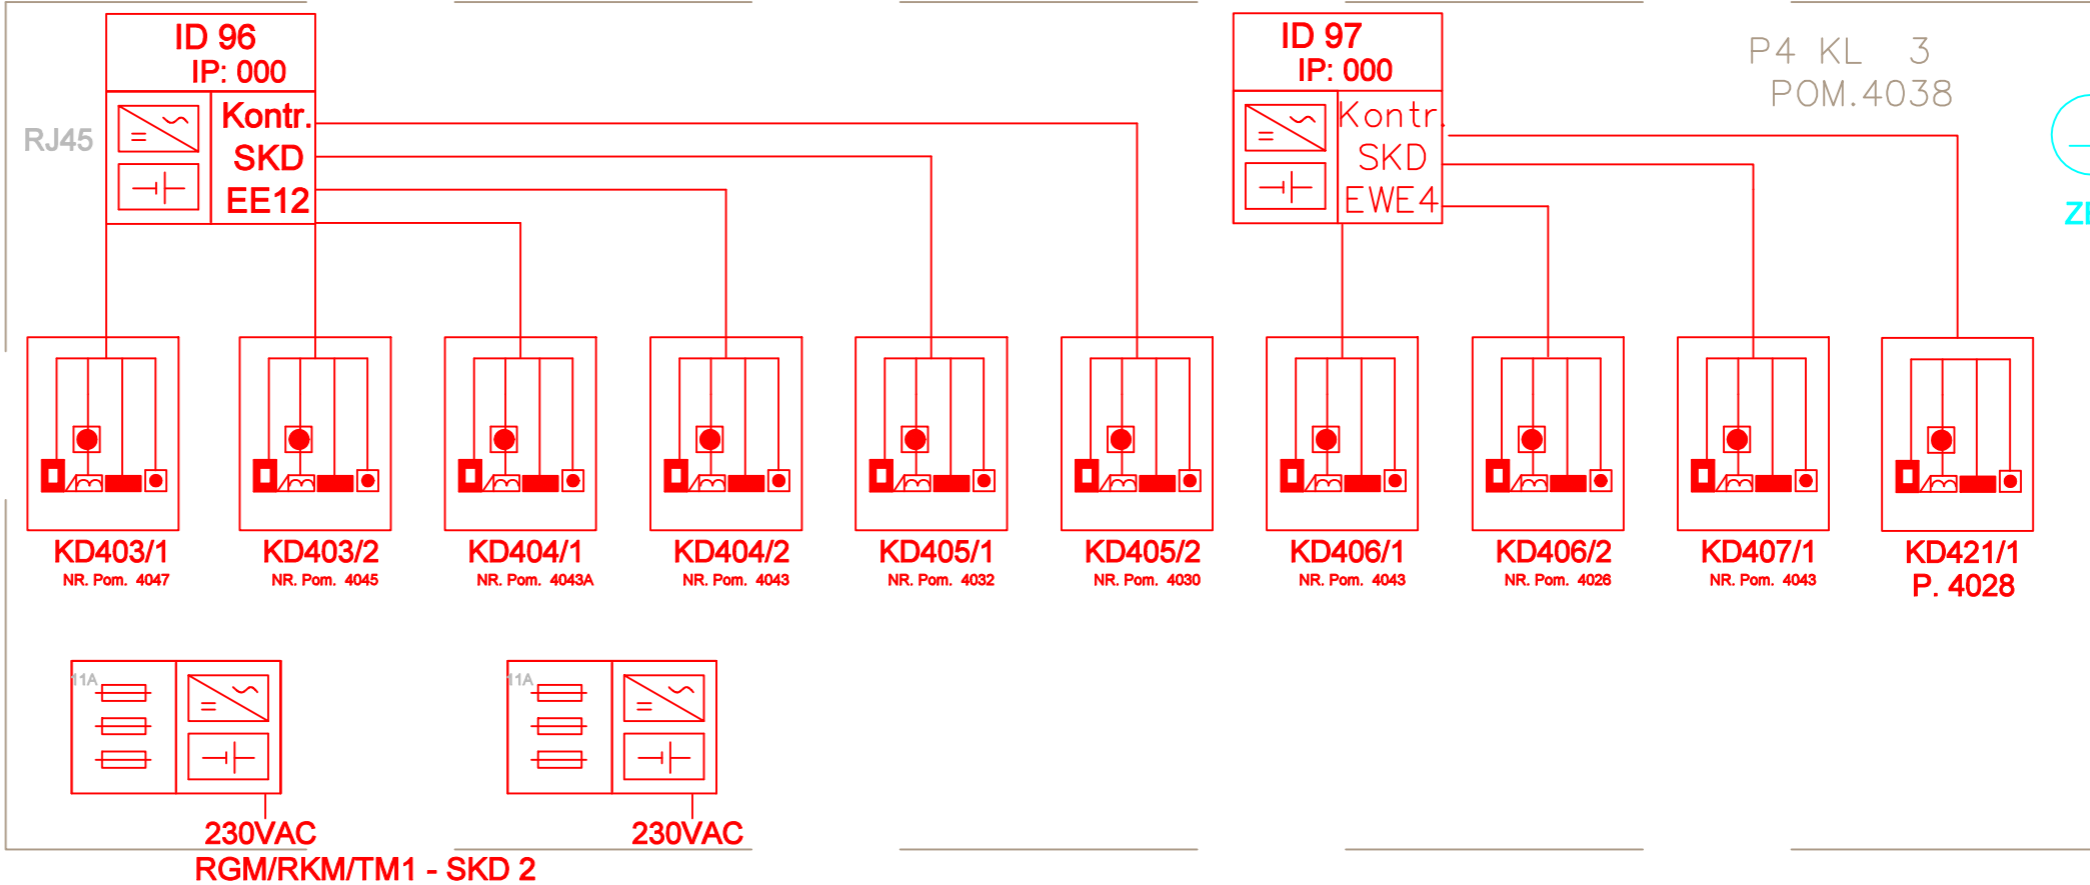 ID 96
IP: 000
RJ45
Kontr.
SKD
EE12
ID 97
IP: 000
Kontr.
SKD
EWE4
P4 KL 3
POM.4038
KD403/1
NR. Pom. 4047
KD403/2
NR. Pom. 4045
KD404/1
NR. Pom. 4043A
KD404/2
NR. Pom. 4043
KD405/1
NR. Pom. 4032
KD405/2
NR. Pom. 4030
KD406/1
NR. Pom. 4043
KD406/2
NR. Pom. 4026
KD407/1
NR. Pom. 4043
KD421/1
P. 4028
11A
230VAC
11A
230VAC
RGM/RKM/TM1 - SKD 2